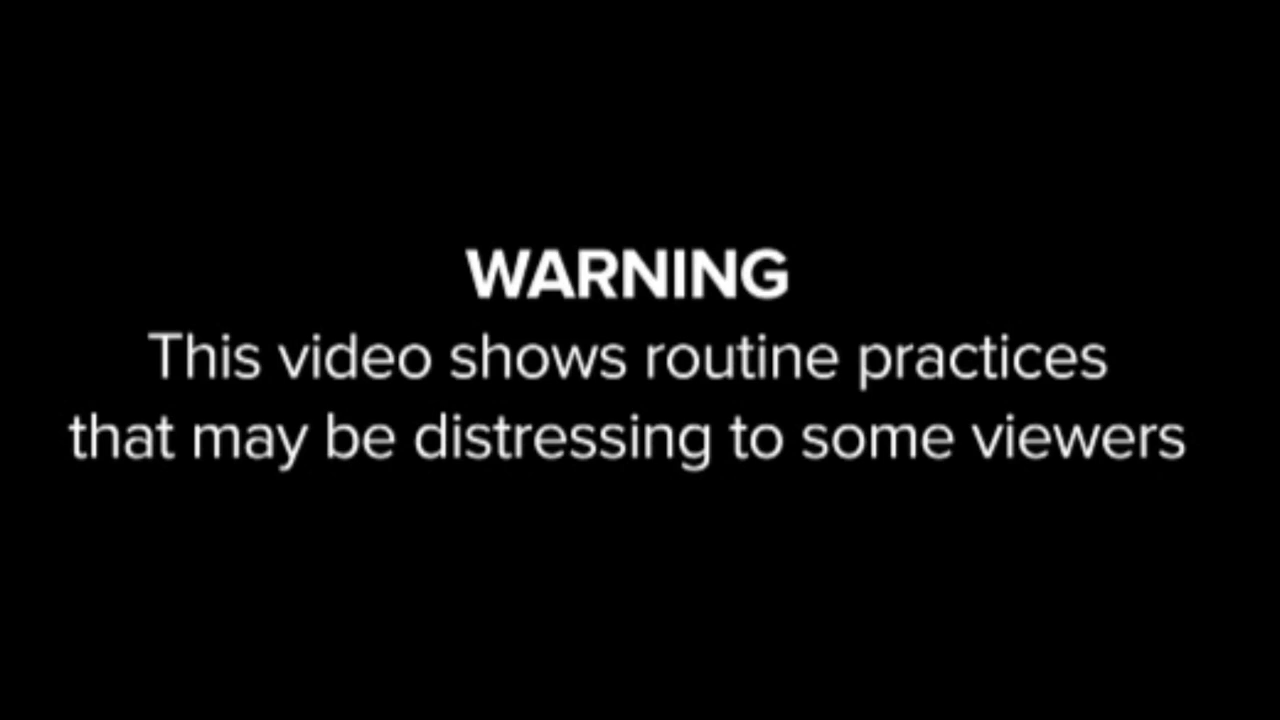 WARNING
This video shows routine practices
that may be distressing to some viewers